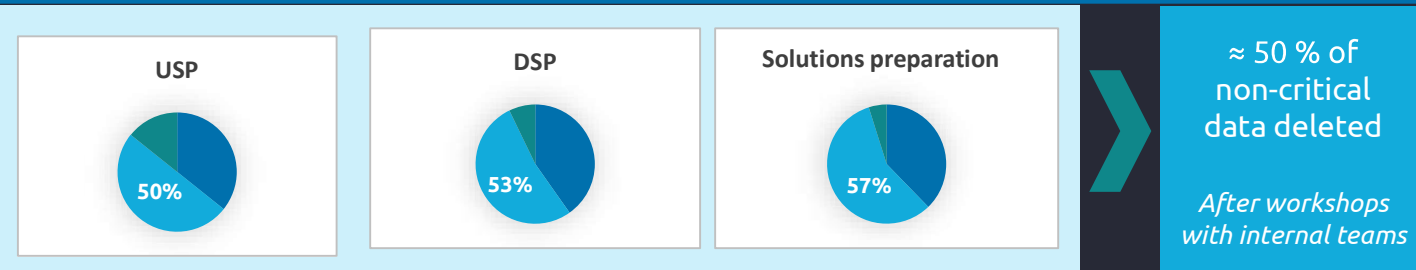 USP
50%
DSP
53%
Solutions preparation
57%
≈ 50 % of
non-critical
data deleted
After workshops
with internal teams